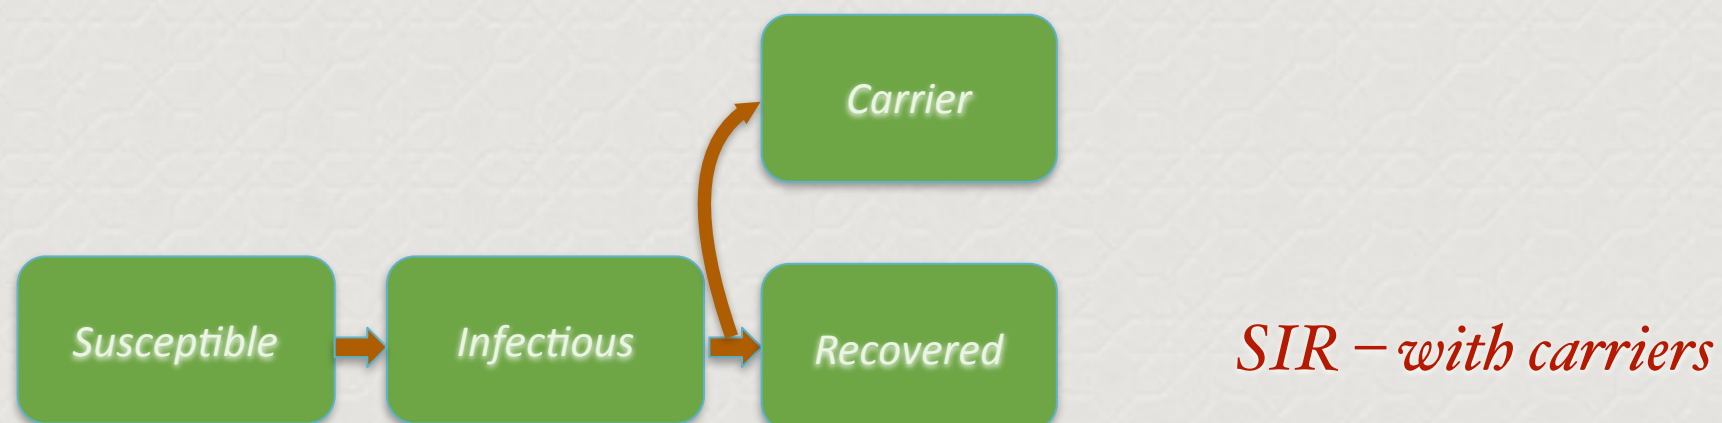 Carrier
Susceptible
Infectious
Recovered
SIR – with carriers